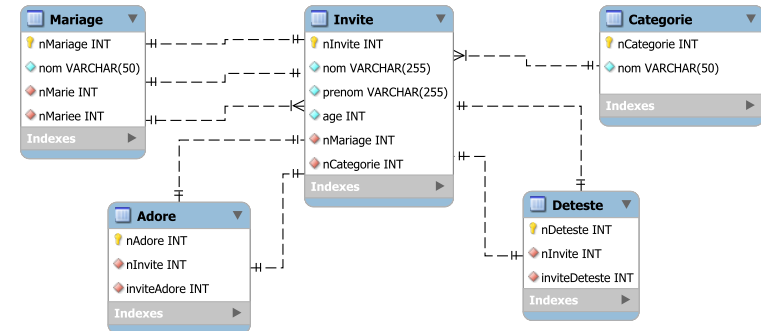 Mariage
nMariage INT
nom VARCHAR(50)
nMarie INT
nMariee INT
Indexes
Invite
nInvite INT
nom VARCHAR(255)
prenom VARCHAR(255)
age INT
nMariage INT
nCategorie INT
Indexes
Categorie
nCategorie INT
nom VARCHAR(50)
Indexes
Adore
nAdore INT
nInvite INT
inviteAdore INT
Indexes
Deteste
nDeteste INT
nInvite INT
inviteDeteste INT
Indexes